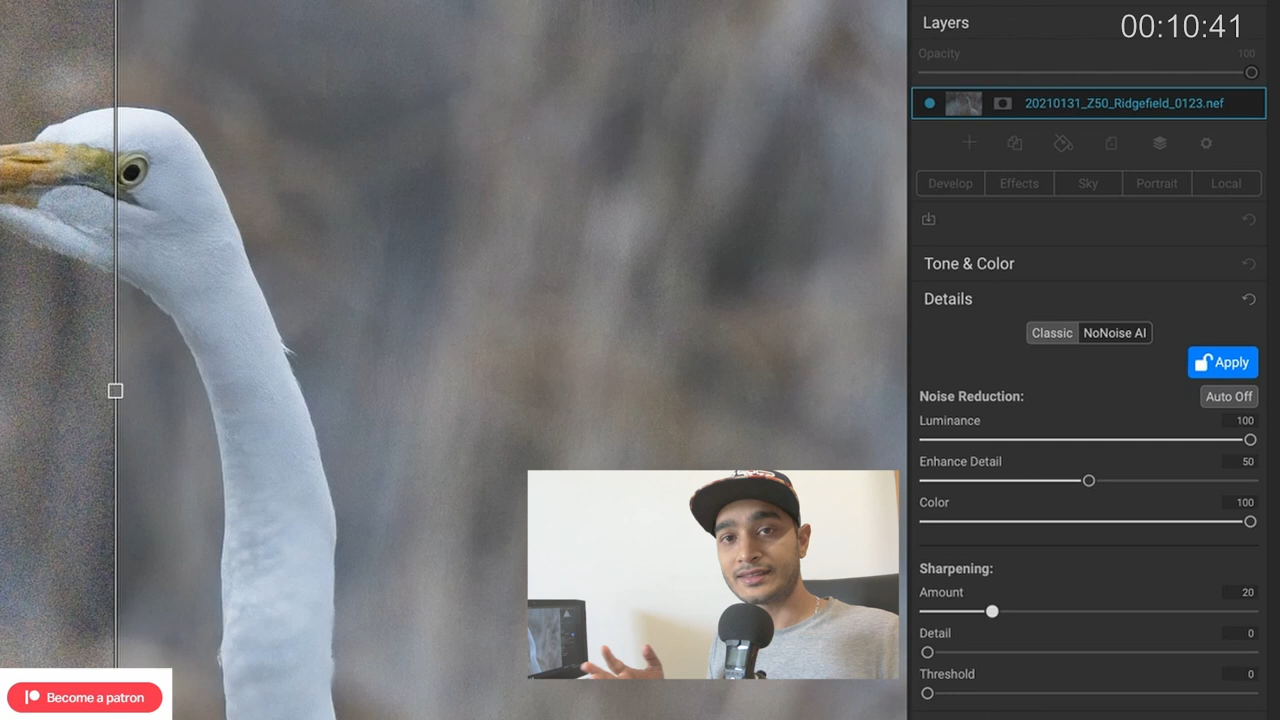 Layers
00:10:41
Opacity 100
20210131_Z50_Ridgefield_0123.nef
Develop Effects Sky Portrait Local
Tone & Color
Details
Classic NoNoise AI
Apply
Noise Reduction: Auto Off
Luminance 100
Enhance Detail 50
Color 100
Sharpening:
Amount 20
Detail 0
Threshold 0
Become a patron